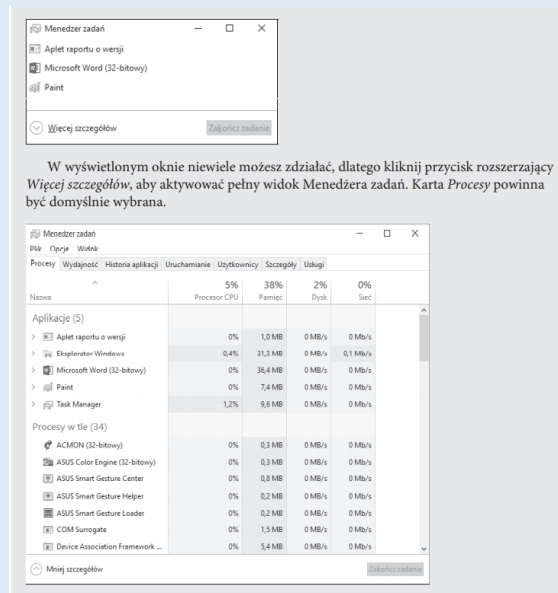 Menedżer zadań
Aplet raportu o wersji
Microsoft Word (32-bitowy)
Paint
Więcej szczegółów
Zakończ zadanie
W wyświetlonym oknie niewiele możesz zdziałać, dlatego kliknij przycisk rozszerzający
Więcej szczegółów, aby aktywować pełny widok Menedżera zadań. Karta Procesy powinna
być domyślnie wybrana.
Menedżer zadań
Plik Opcje Widok
Procesy Wydajność Historia aplikacji Uruchamianie Użytkownicy Szczegóły Usługi
5% 38% 2% 0%
Nazwa Procesor CPU Pamięć Dysk Sieć
Aplikacje (5)
Aplet raportu o wersji 0% 1,0 MB 0 MB/s 0 Mb/s
Eksplorator Windows 0,4% 31,3 MB 0 MB/s 0,1 Mb/s
Microsoft Word (32-bitowy) 0% 36,4 MB 0 MB/s 0 Mb/s
Paint 0% 7,4 MB 0 MB/s 0 Mb/s
Task Manager 1,2% 9,6 MB 0 MB/s 0 Mb/s
Procesy w tle (34)
ACMON (32-bitowy) 0% 0,3 MB 0 MB/s 0 Mb/s
ASUS Color Engine (32-bitowy) 0% 0,3 MB 0 MB/s 0 Mb/s
ASUS Smart Gesture Center 0% 0,8 MB 0 MB/s 0 Mb/s
ASUS Smart Gesture Helper 0% 0,2 MB 0 MB/s 0 Mb/s
ASUS Smart Gesture Loader 0% 0,2 MB 0 MB/s 0 Mb/s
COM Surrogate 0% 1,5 MB 0 MB/s 0 Mb/s
Device Association Framework ... 0% 5,4 MB 0 MB/s 0 Mb/s
Mniej szczegółów
Zakończ zadanie